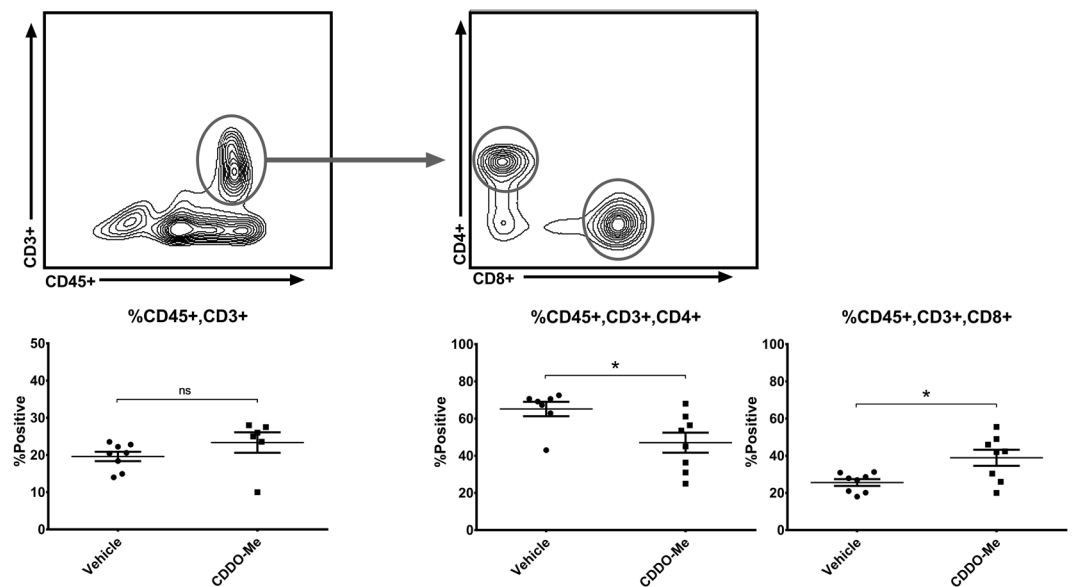 CD3+
CD45+
CD4+
CD8+
%CD45+,CD3+
%Positive
50
40
30
20
10
0
ns
Vehicle
CDDO-Me
%CD45+,CD3+,CD4+
%Positive
100
80
60
40
20
0
*
Vehicle
CDDO-Me
%CD45+,CD3+,CD8+
%Positive
100
80
60
40
20
0
*
Vehicle
CDDO-Me